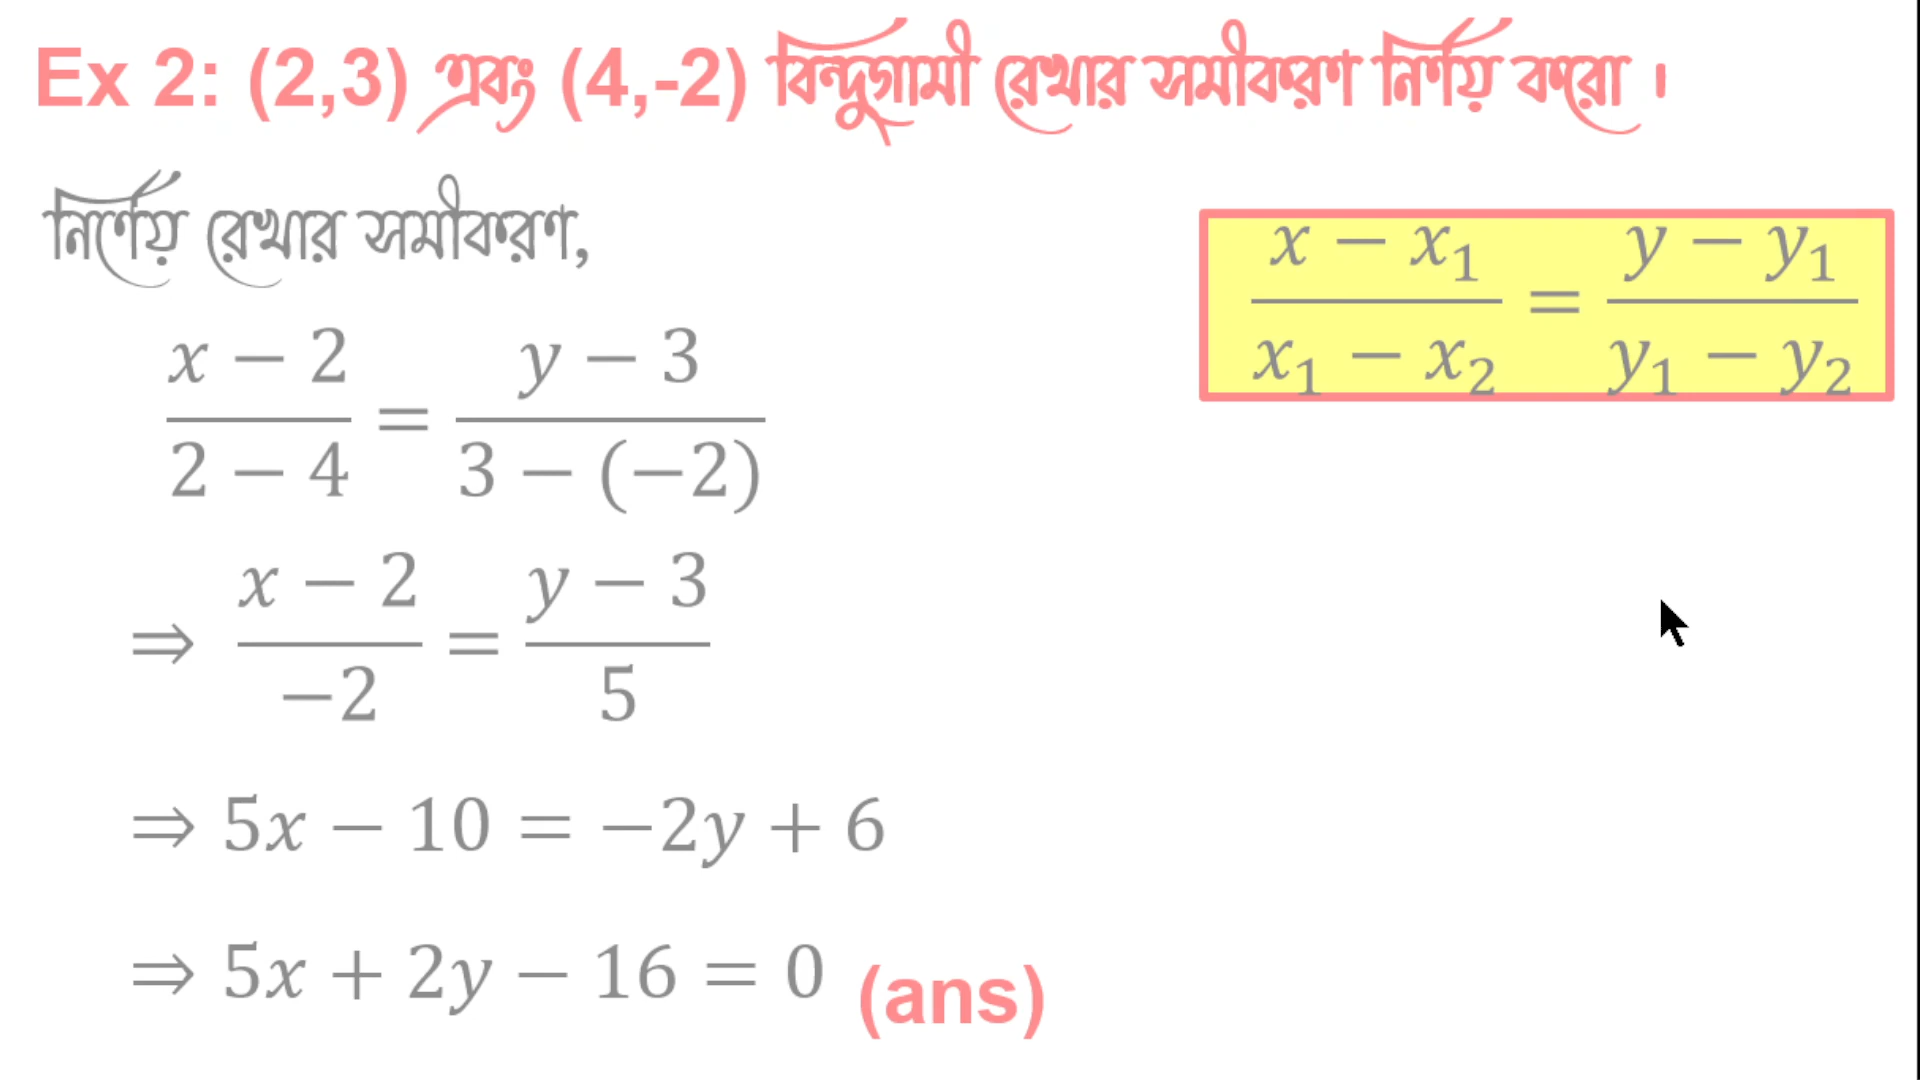 Ex 2: (2,3) এবং (4,-2) বিন্দুগামী রেখার সমীকরণ নির্ণয় করো ।
নির্ণেয় রেখার সমীকরণ,
(x − x₁)/(x₁ − x₂) = (y − y₁)/(y₁ − y₂)
(x − 2)/(2 − 4) = (y − 3)/(3 − (−2))
⇒ (x − 2)/(−2) = (y − 3)/5
⇒ 5x − 10 = −2y + 6
⇒ 5x + 2y − 16 = 0 (ans)